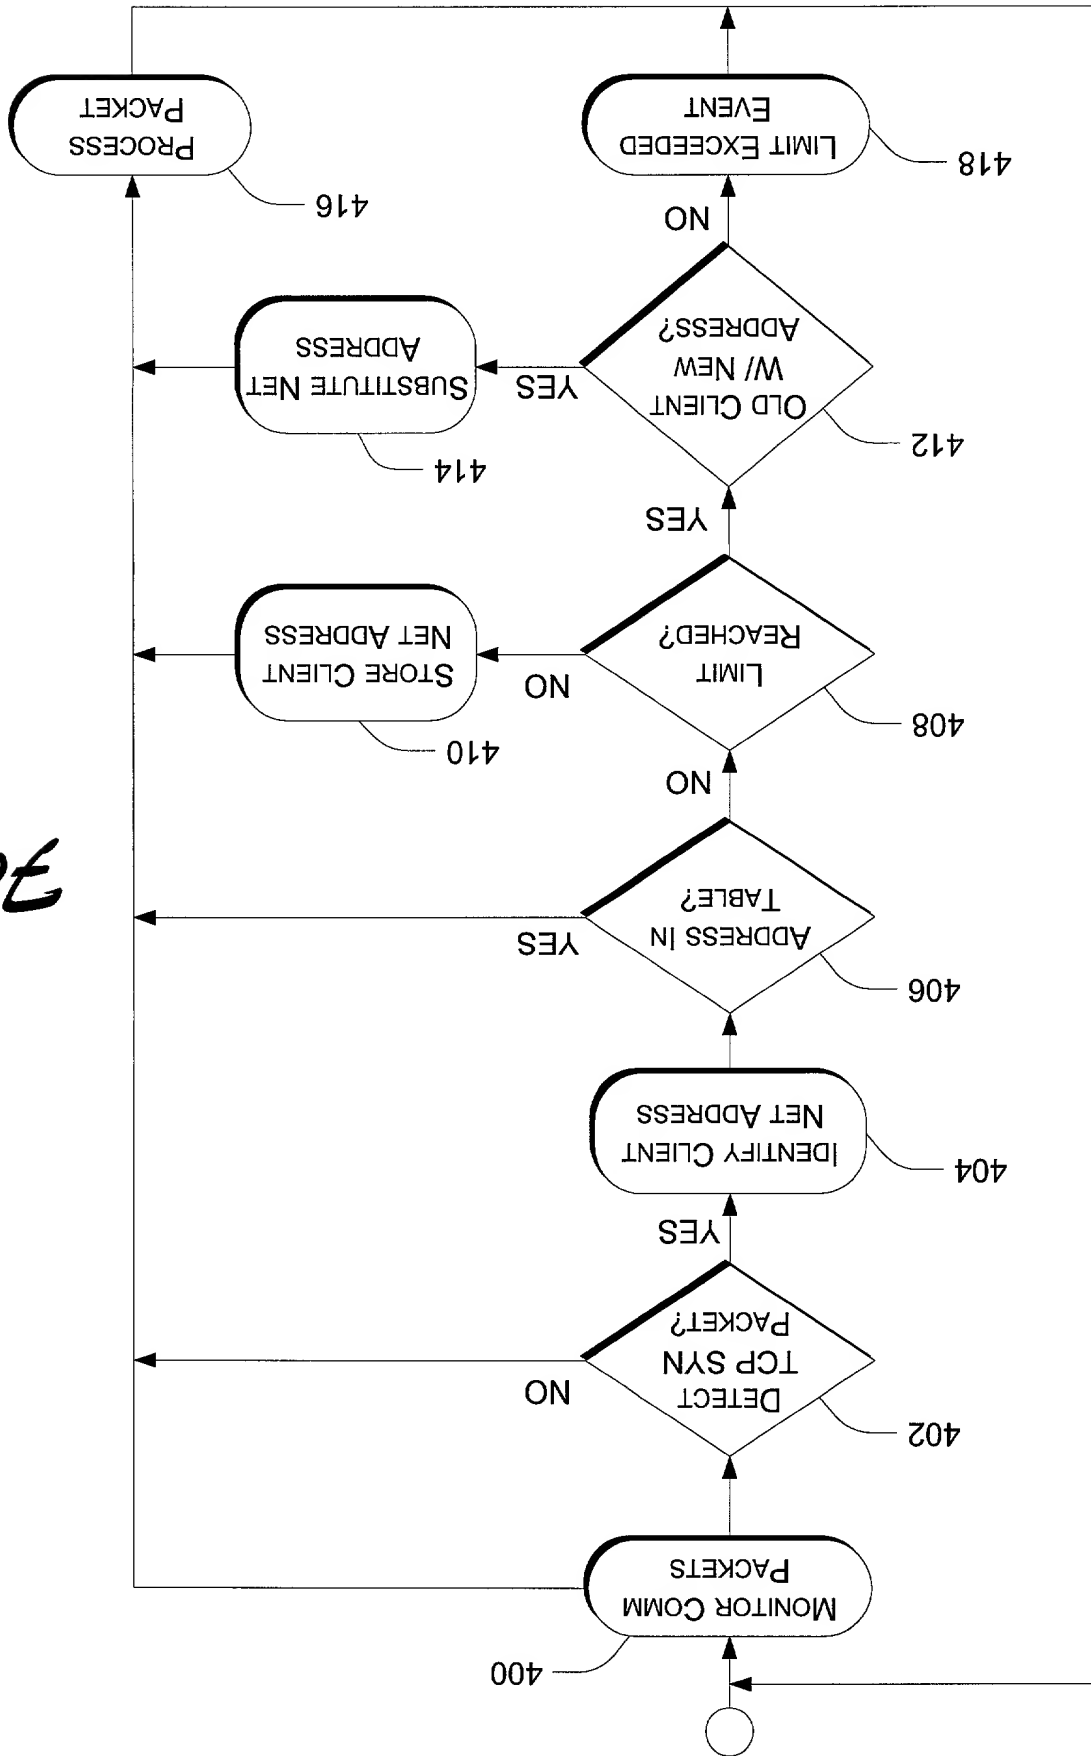 400
MONITOR COMM
PACKETS
402
DETECT
TCP SYN
PACKET?
NO
YES
404
IDENTIFY CLIENT
NET ADDRESS
406
ADDRESS IN
TABLE?
YES
NO
408
LIMIT
REACHED?
NO
410
STORE CLIENT
NET ADDRESS
YES
412
OLD CLIENT
W/ NEW
ADDRESS?
YES
414
SUBSTITUTE NET
ADDRESS
NO
416
PROCESS
PACKET
418
LIMIT EXCEEDED
EVENT